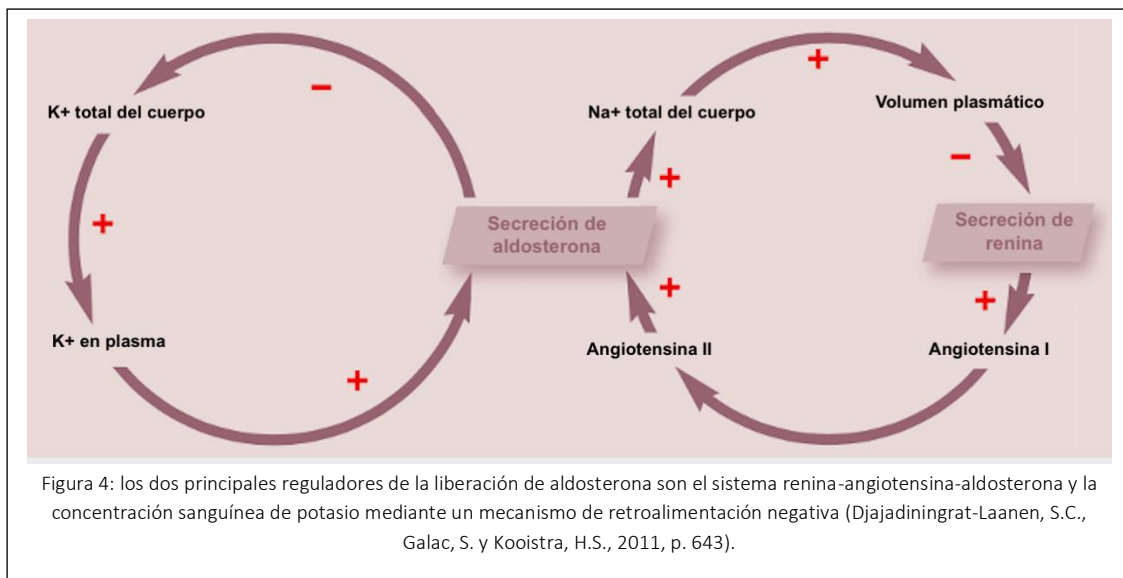 K+ total del cuerpo
K+ en plasma
Secreción de
aldosterona
Na+ total del cuerpo
Volumen plasmático
Secreción de
renina
Angiotensina II
Angiotensina I
−
+
+
+
−
+
+
+
Figura 4: los dos principales reguladores de la liberación de aldosterona son el sistema renina-angiotensina-aldosterona y la
concentración sanguínea de potasio mediante un mecanismo de retroalimentación negativa (Djajadiningrat-Laanen, S.C.,
Galac, S. y Kooistra, H.S., 2011, p. 643).